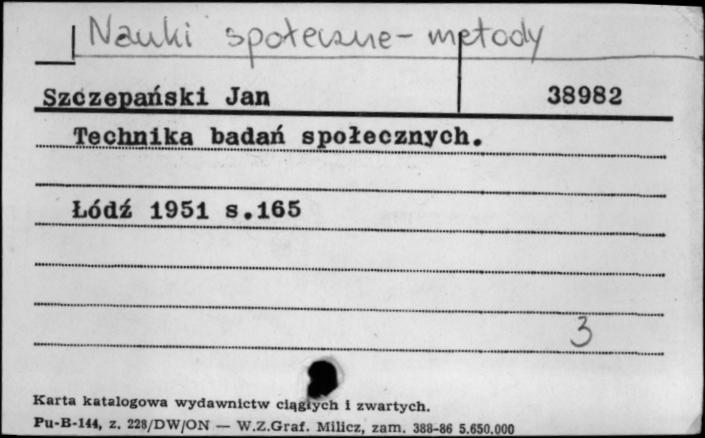 Nauki społeczne - metody
Szczepański Jan 38982
Technika badań społecznych.
Łódź 1951 s.165
3
Karta katalogowa wydawnictw ciągłych i zwartych.
Pu-B-144, z. 228/DW/ON — W.Z.Graf. Milicz, zam. 388-86 5.650.000